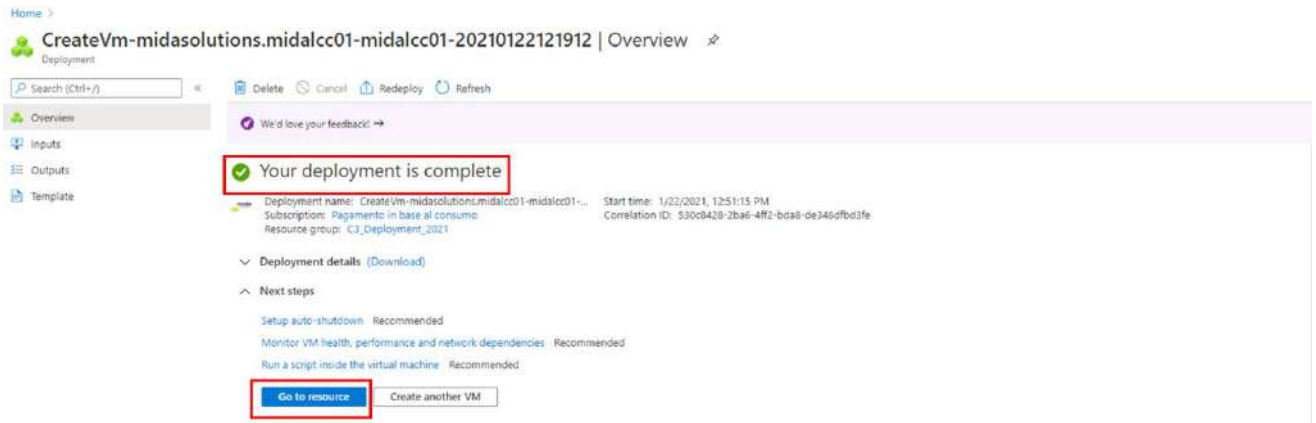 Home >
CreateVm-midasolutions.midalcc01-midalcc01-20210122121912 | Overview
Deployment
Search (Ctrl+/)
Delete Cancel Redeploy Refresh
Overview
Inputs
Outputs
Template
We'd love your feedback! →
Your deployment is complete
Deployment name: CreateVm-midasolutions.midalcc01-midalcc01-... Start time: 1/22/2021, 12:51:15 PM
Subscription: Pagamento in base al consumo Correlation ID: 530c8428-2ba6-4ff2-bda8-de346dfbd3fe
Resource group: C3_Deployment_2021
Deployment details (Download)
Next steps
Setup auto-shutdown Recommended
Monitor VM health, performance and network dependencies Recommended
Run a script inside the virtual machine Recommended
Go to resource Create another VM